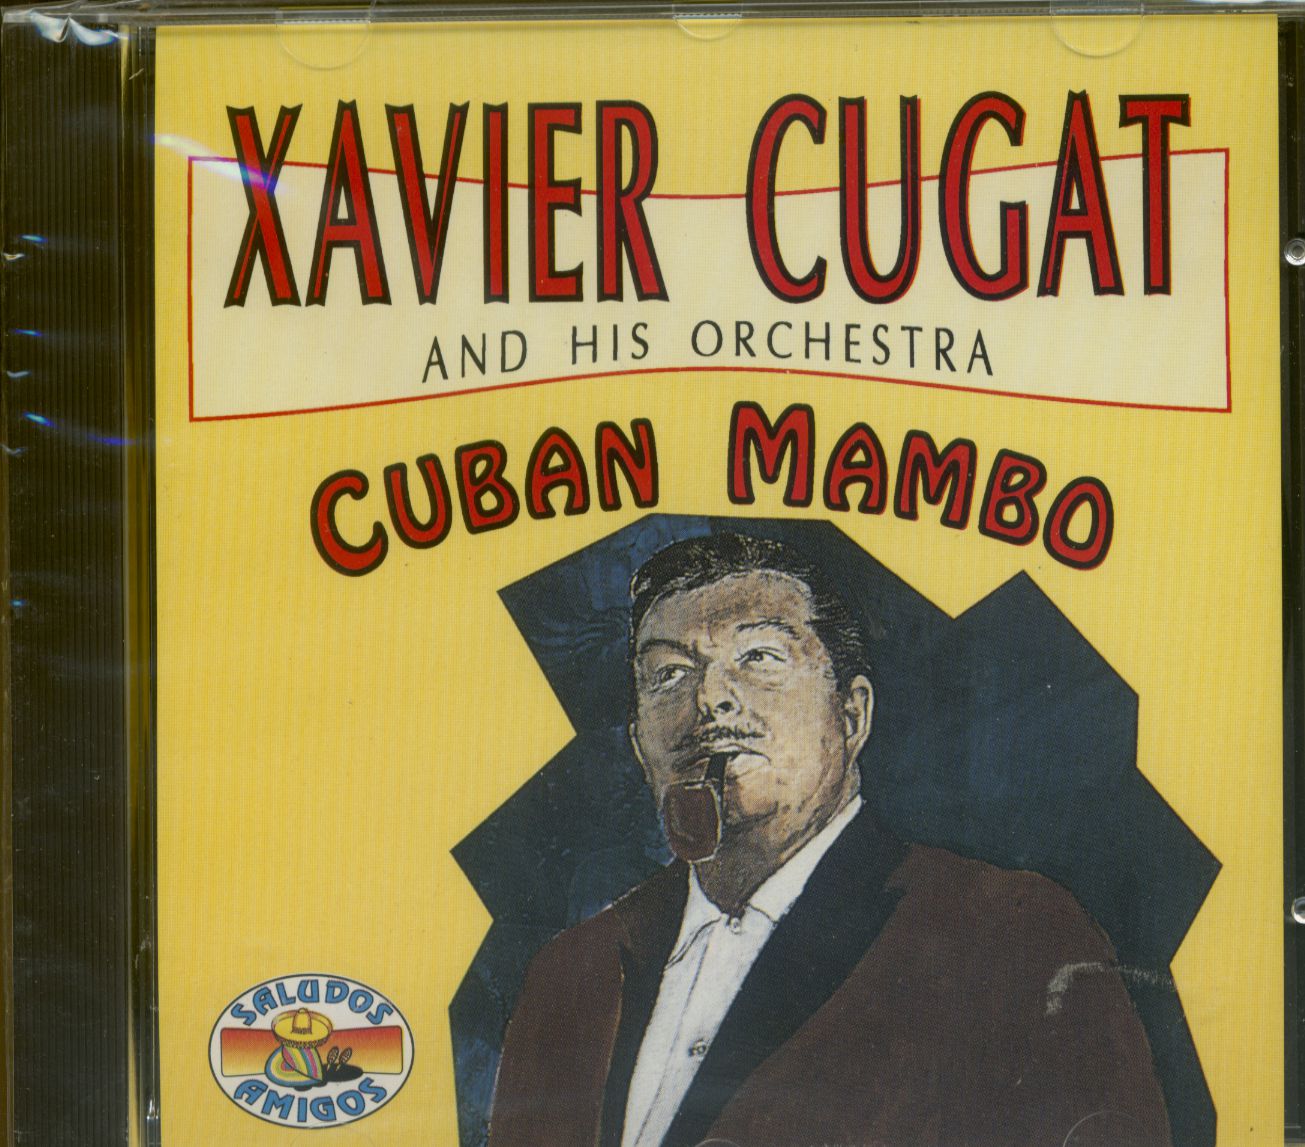 XAVIER CUGAT
AND HIS ORCHESTRA
CUBAN MAMBO
SALUDOS
AMIGOS